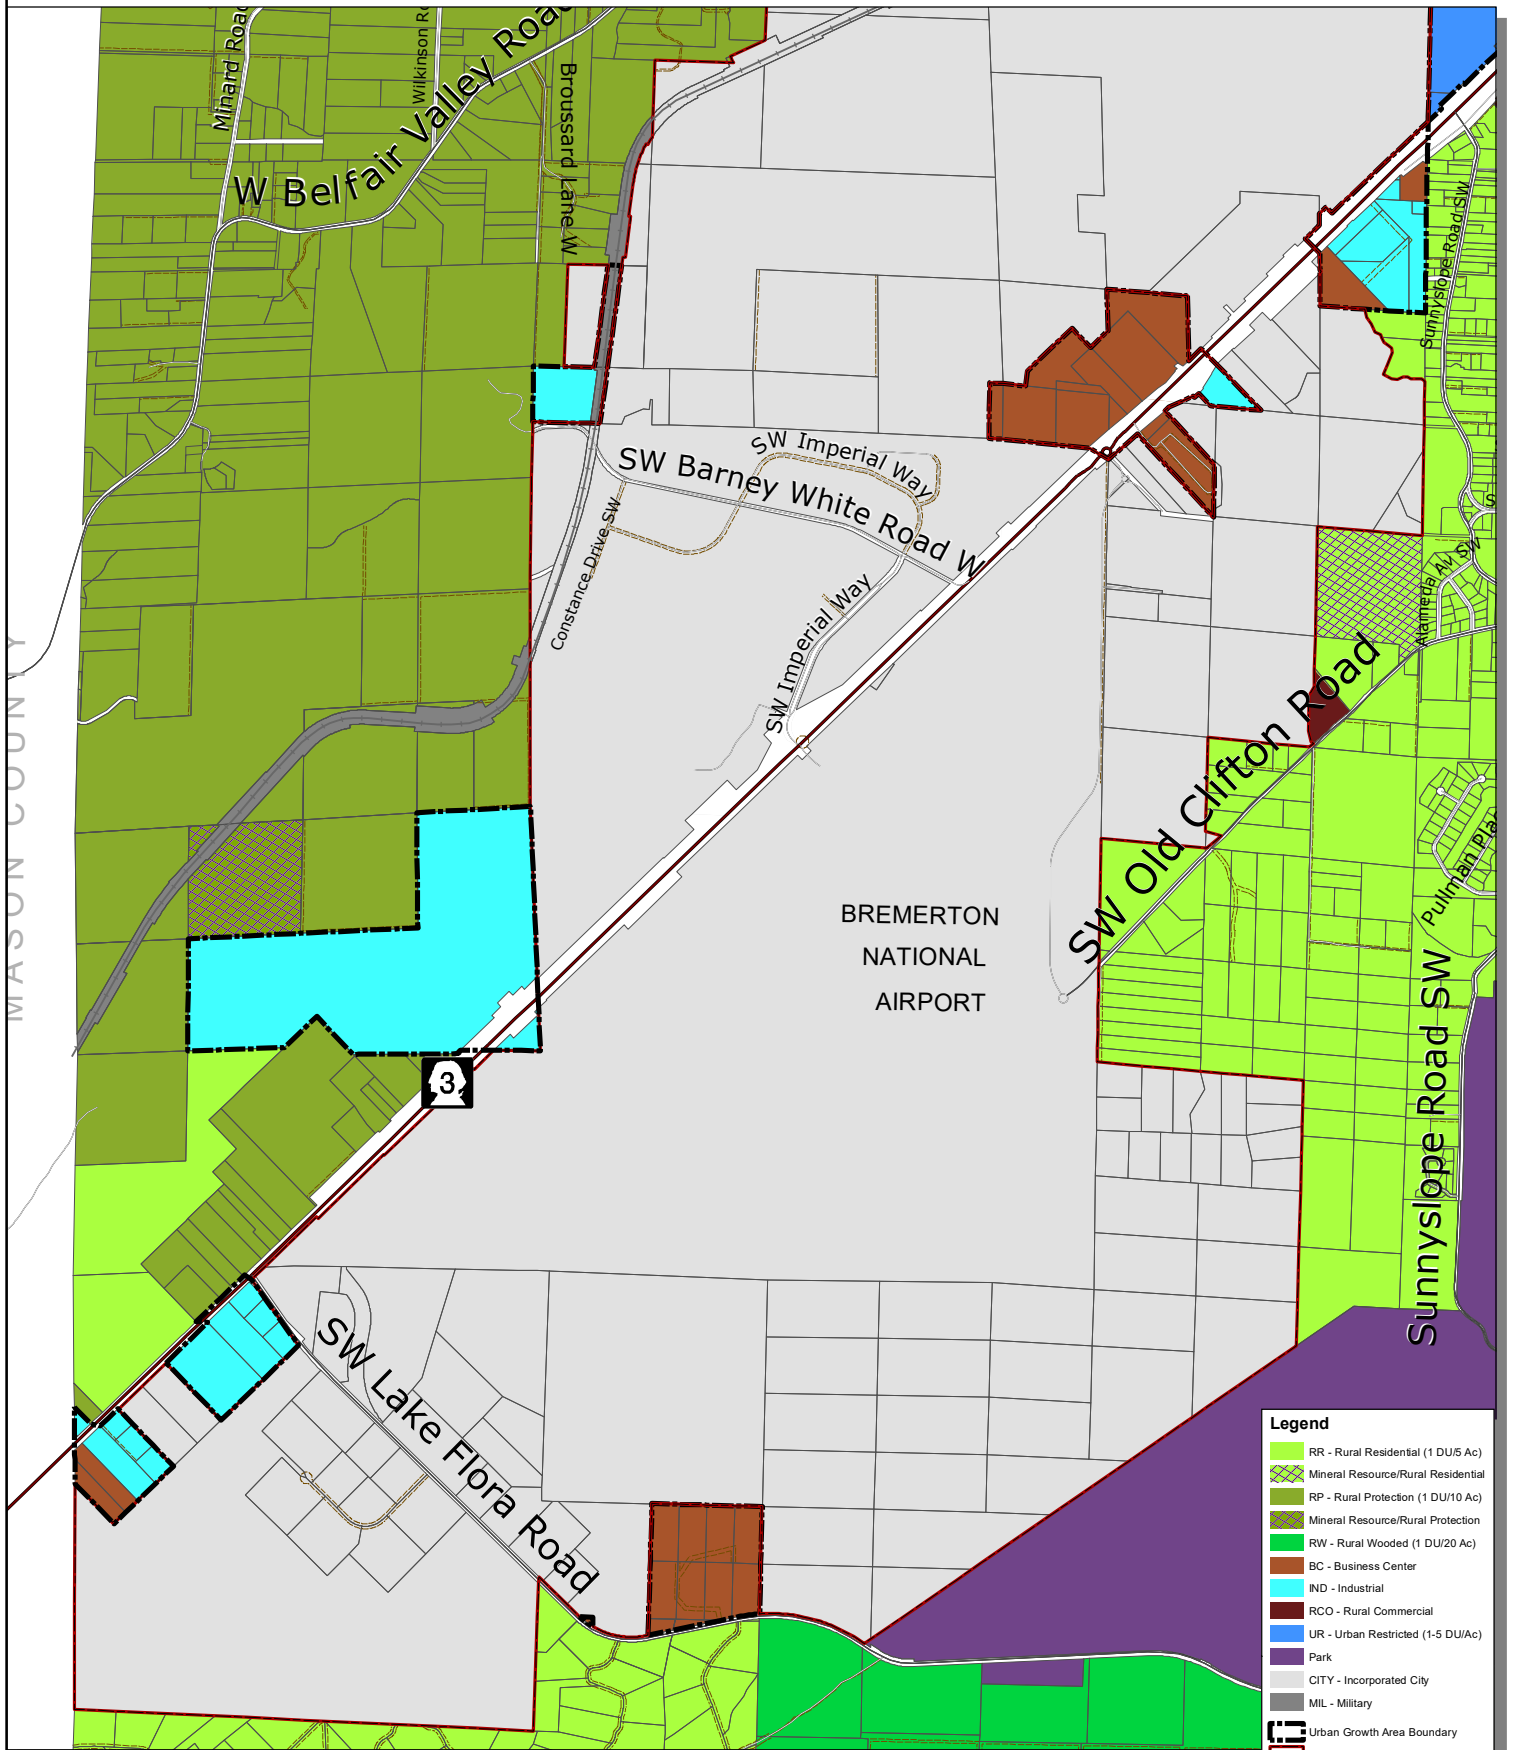 Minard Road
Wilkinson Rd
W Belfair Valley Road
Broussard Lane W
Sunnyslope Road SW
SW Imperial Way
SW Barney White Road W
Constance Drive SW
SW Imperial Way
S
Alameda Av SW
MASON COUNTY
SW Old Clifton Road
Pullman Plac
BREMERTON
NATIONAL
AIRPORT
Sunnyslope Road SW
3
SW Lake Flora Road
Legend
RR - Rural Residential (1 DU/5 Ac)
Mineral Resource/Rural Residential
RP - Rural Protection (1 DU/10 Ac)
Mineral Resource/Rural Protection
RW - Rural Wooded (1 DU/20 Ac)
BC - Business Center
IND - Industrial
RCO - Rural Commercial
UR - Urban Restricted (1-5 DU/Ac)
Park
CITY - Incorporated City
MIL - Military
Urban Growth Area Boundary